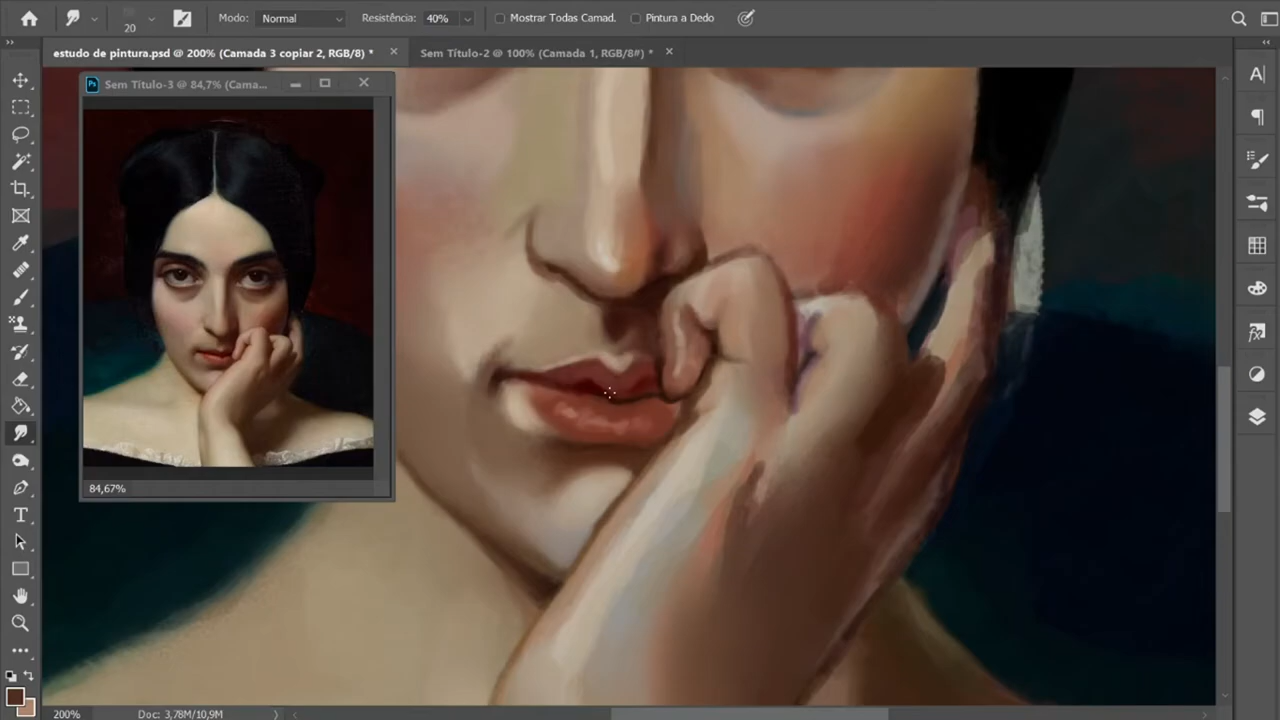 20
Modo: Normal
Resistência: 40%
Mostrar Todas Camad.
Pintura a Dedo
estudo de pintura.psd @ 200% (Camada 3 copiar 2, RGB/8) *
Sem Título-2 @ 100% (Camada 1, RGB/8#) *
Ps Sem Título-3 @ 84,7% (Cama...
84,67%
200%
Doc: 3,78M/10,9M